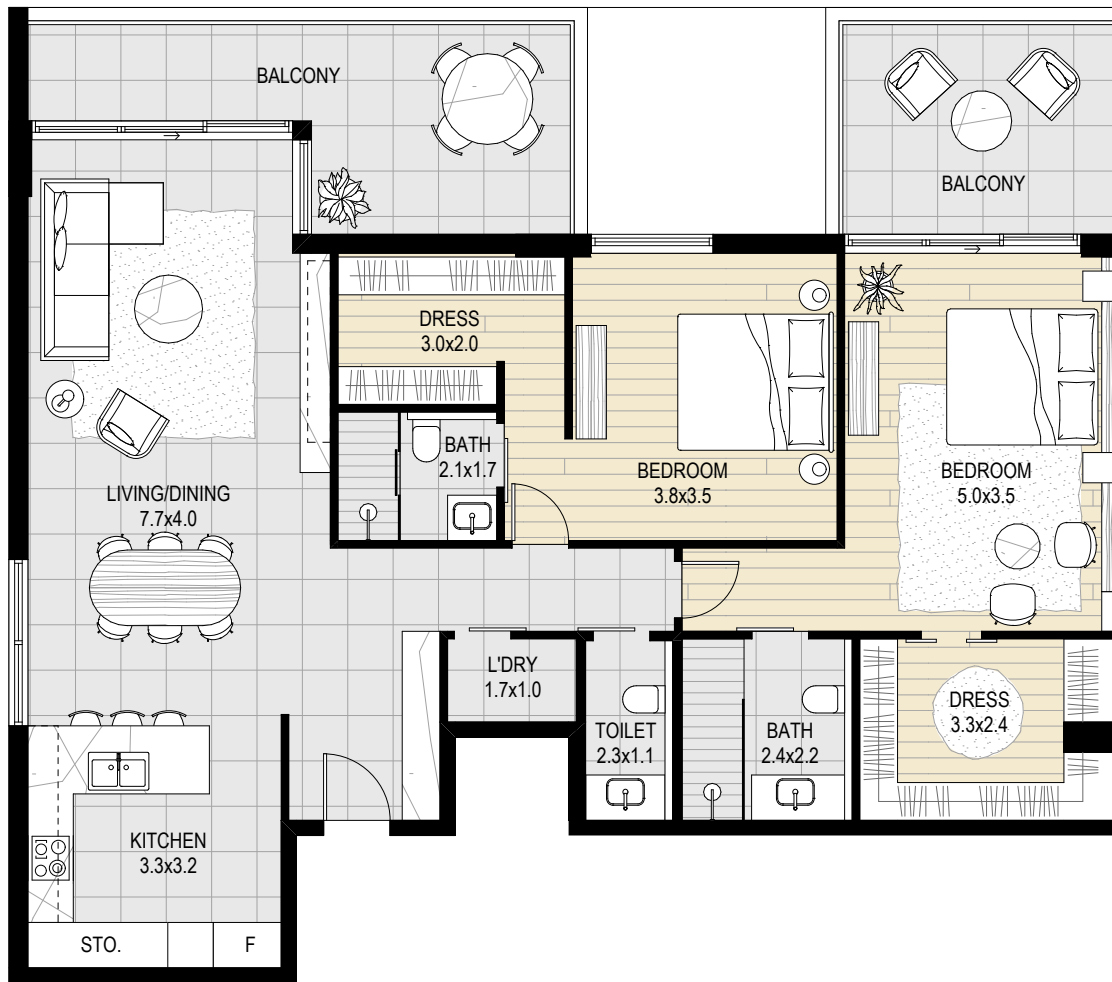 BALCONY
BALCONY
DRESS
3.0x2.0
BATH
2.1x1.7
BEDROOM
3.8x3.5
BEDROOM
5.0x3.5
LIVING/DINING
7.7x4.0
L'DRY
1.7x1.0
TOILET
2.3x1.1
BATH
2.4x2.2
DRESS
3.3x2.4
KITCHEN
3.3x3.2
STO.
F